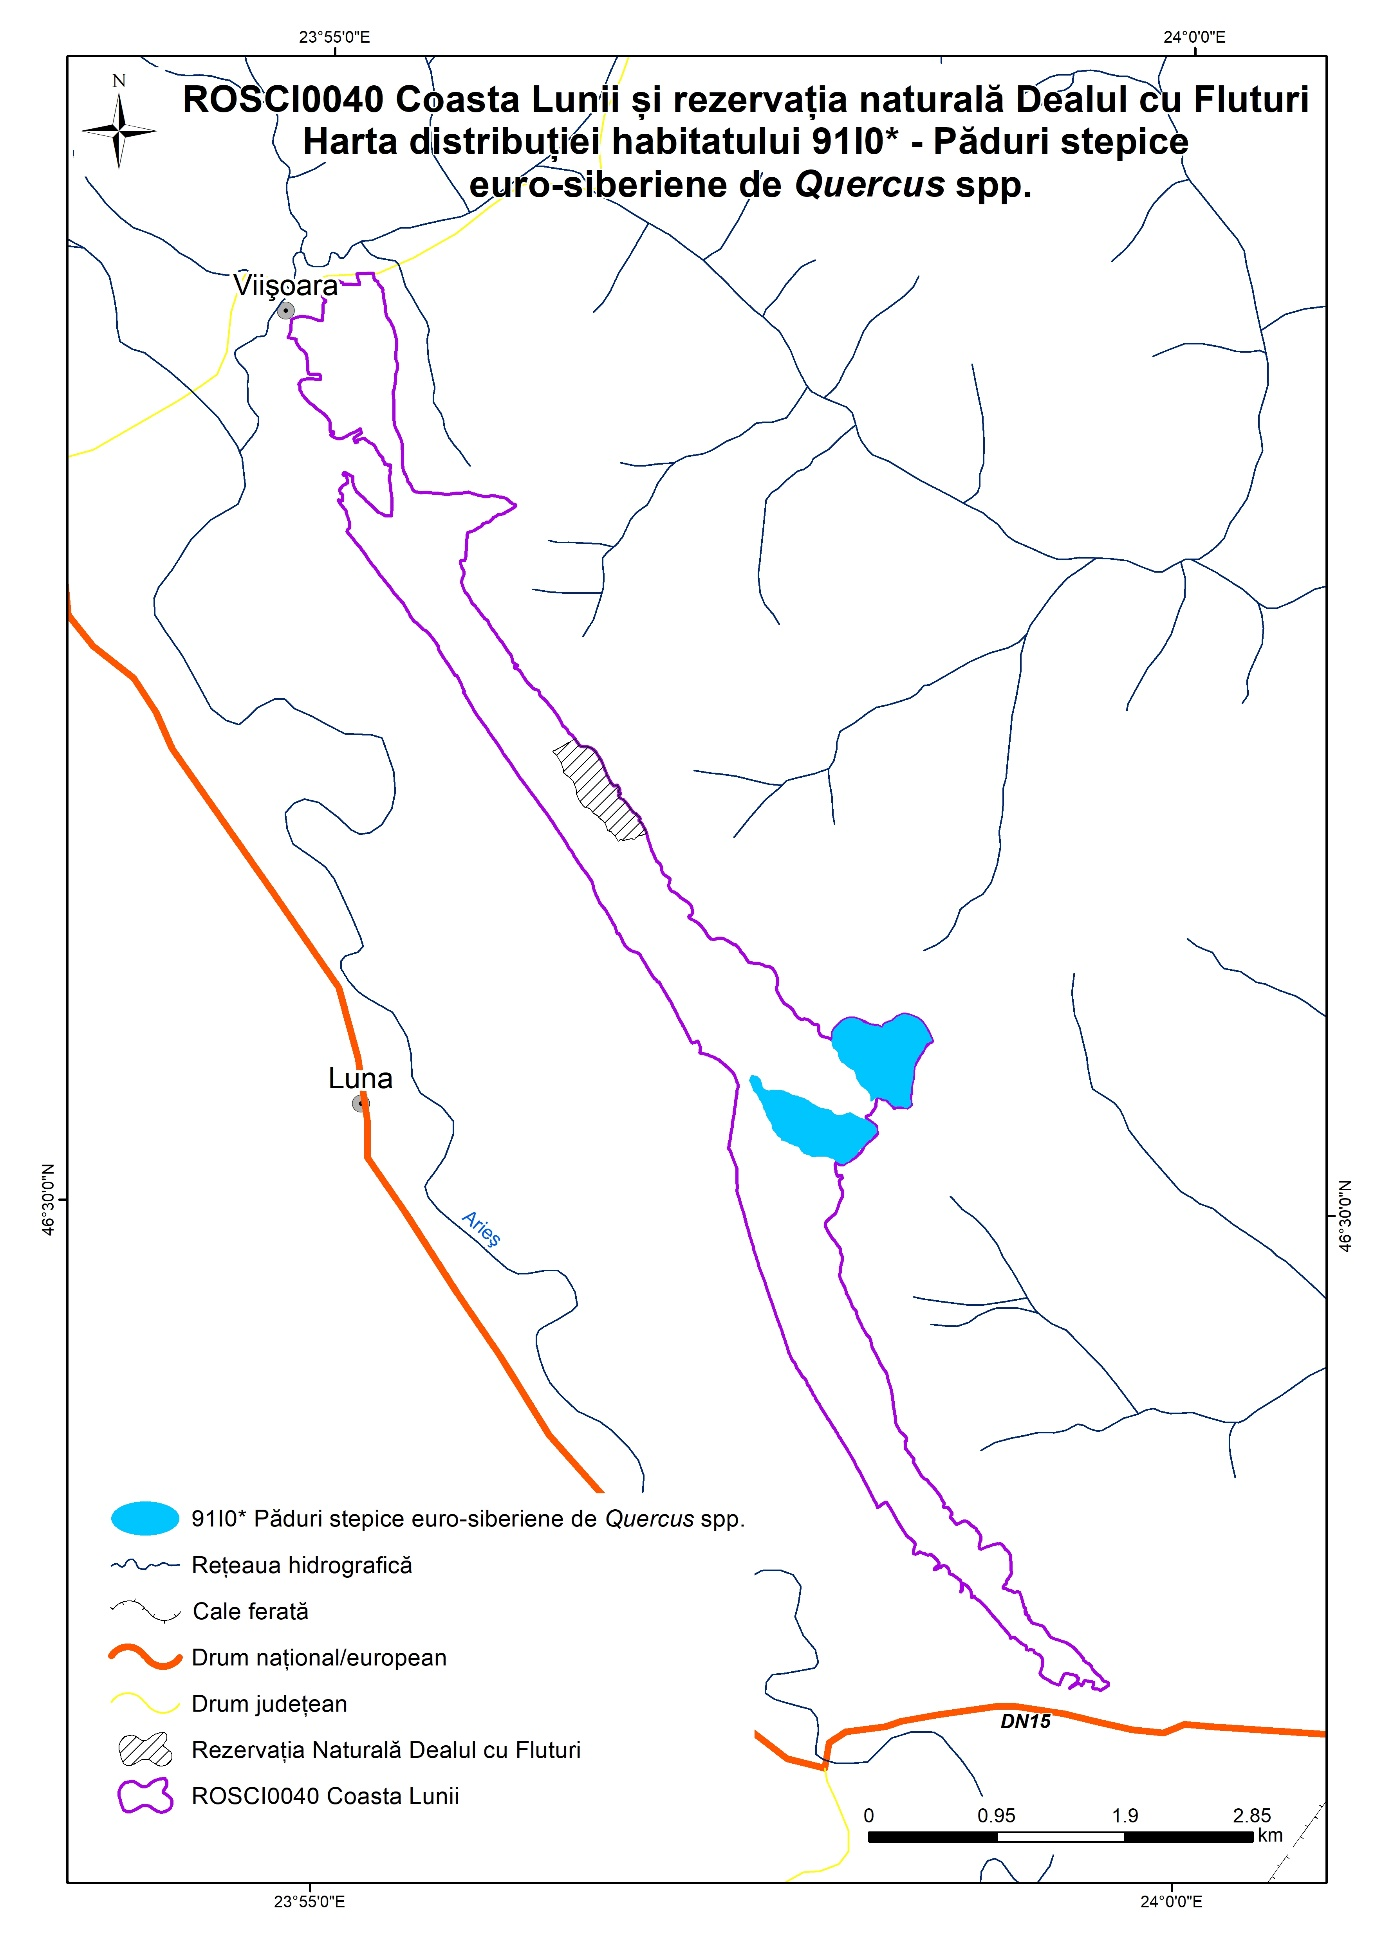 23°55'0"E
24°0'0"E
N
ROSCI0040 Coasta Lunii și rezervația naturală Dealul cu Fluturi
Harta distribuției habitatului 91I0* - Păduri stepice
euro-siberiene de Quercus spp.
Viişoara
Luna
46°30'0"N
46°30'0"N
Arieş
91I0* Păduri stepice euro-siberiene de Quercus spp.
Rețeaua hidrografică
Cale ferată
Drum național/european
Drum județean
Rezervația Naturală Dealul cu Fluturi
ROSCI0040 Coasta Lunii
DN15
0 0.95 1.9 2.85
km
23°55'0"E
24°0'0"E